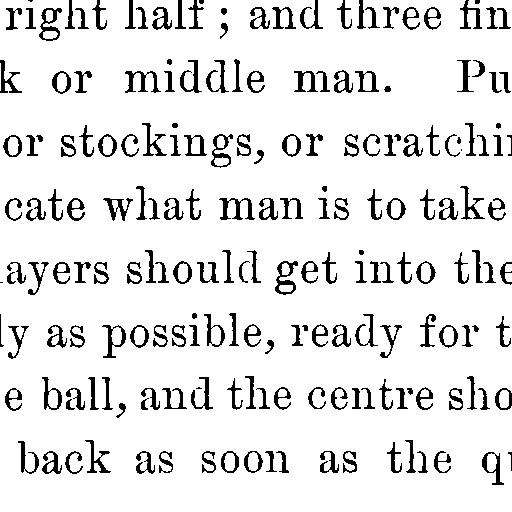 right half ; and three fin
k or middle man. Pu
or stockings, or scratchin
cate what man is to take
layers should get into the
ly as possible, ready for t
e ball, and the centre sho
back as soon as the qu